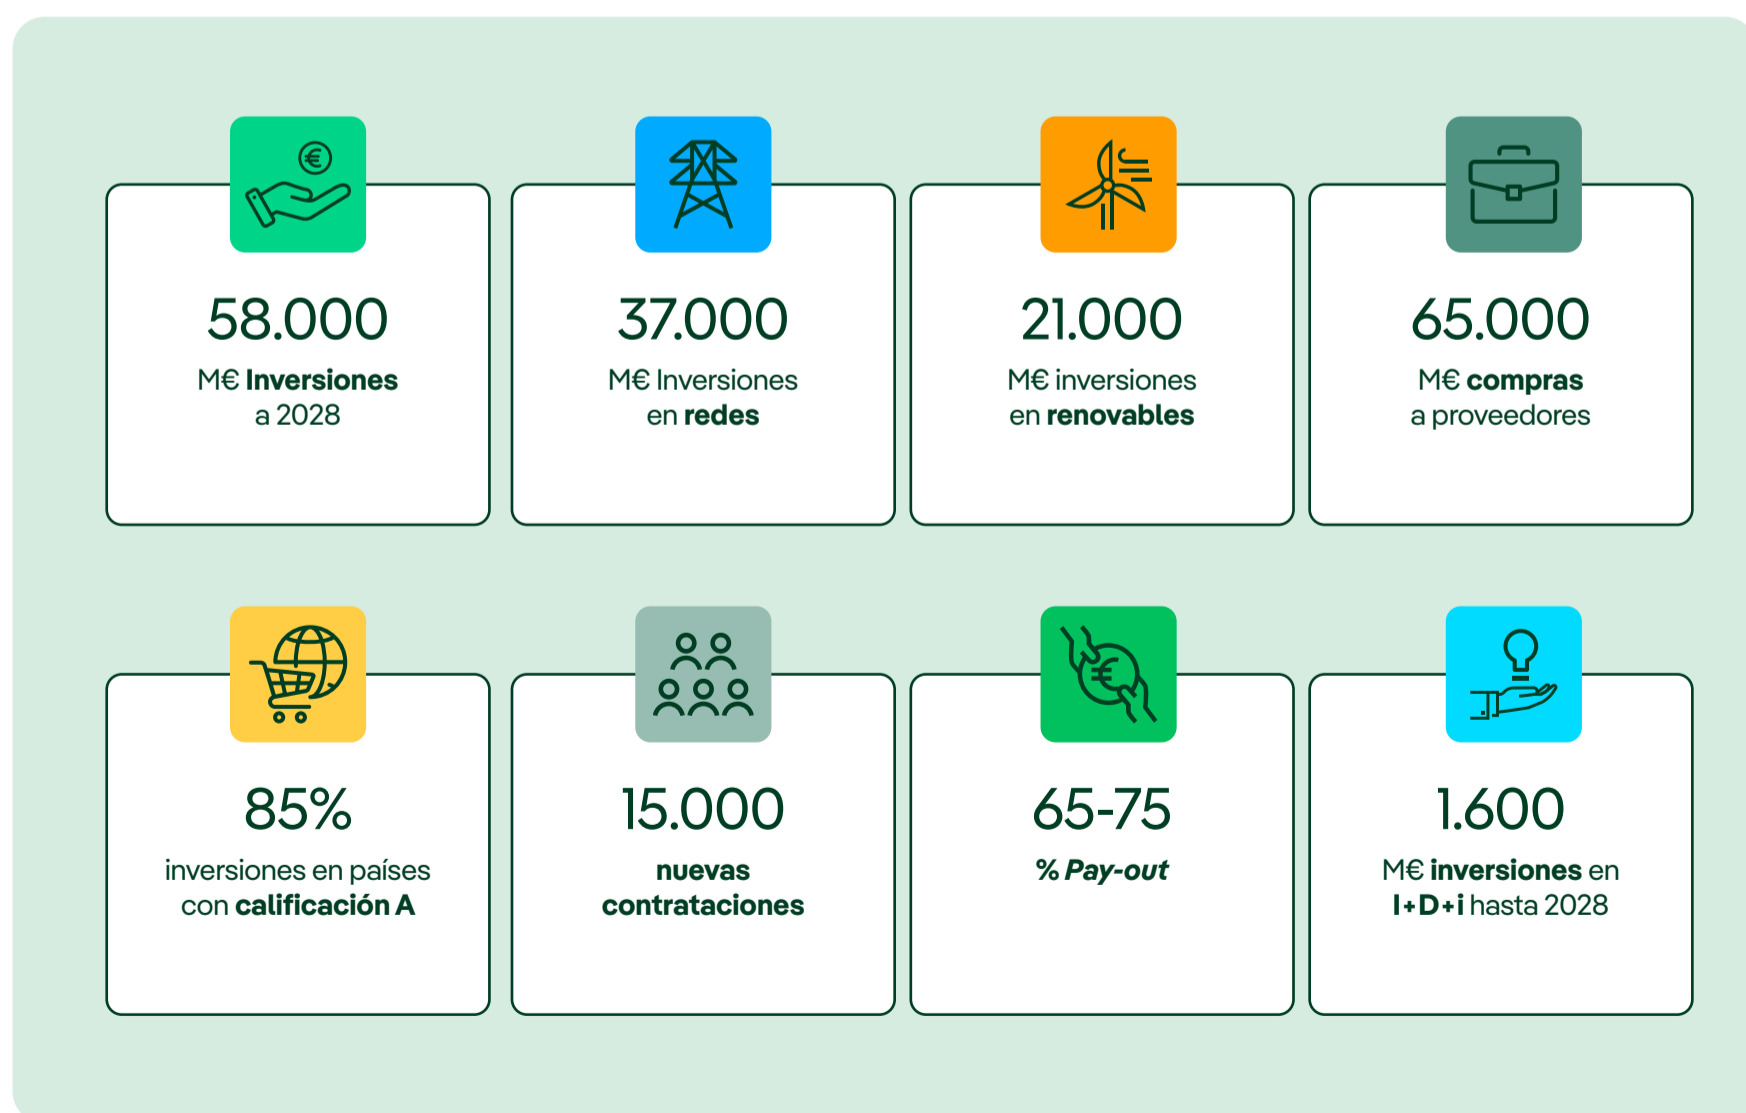 58.000
M€ Inversiones
a 2028
37.000
M€ Inversiones
en redes
21.000
M€ inversiones
en renovables
65.000
M€ compras
a proveedores
85%
inversiones en países
con calificación A
15.000
nuevas
contrataciones
65-75
% Pay-out
1.600
M€ inversiones en
I+D+i hasta 2028